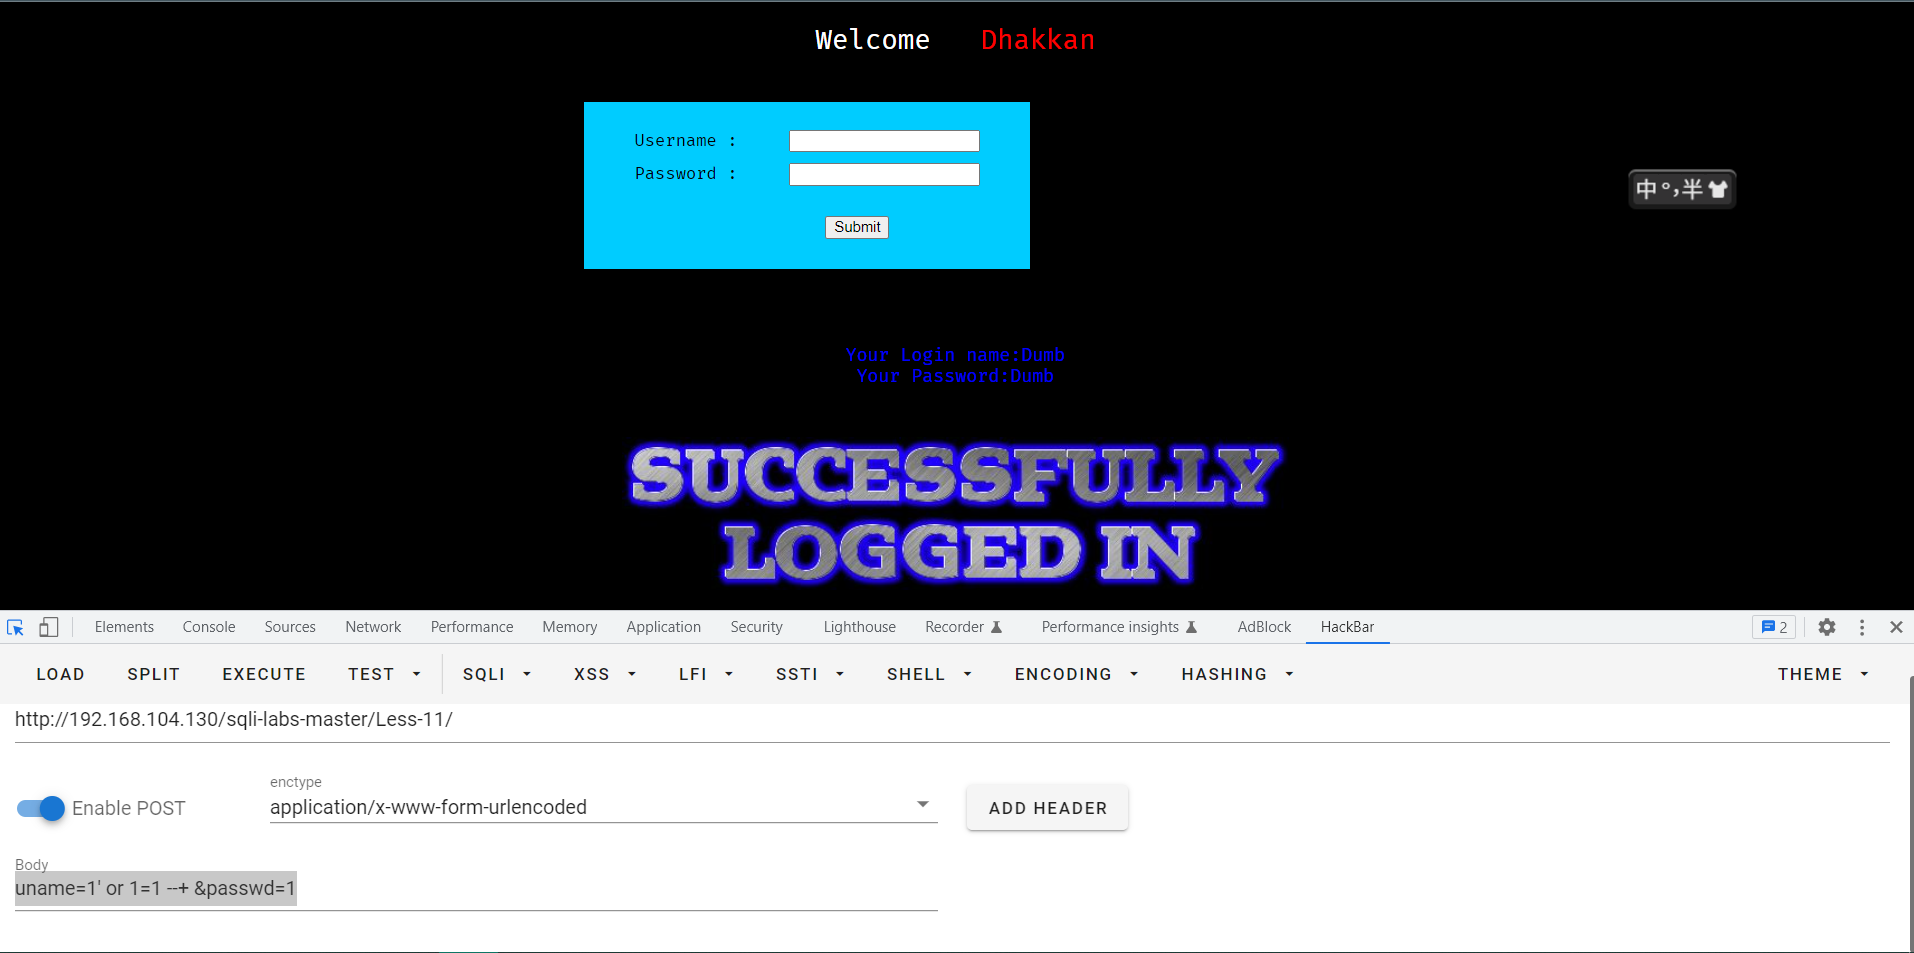 Welcome Dhakkan
Username :
Password :
Submit
中°,半
Your Login name:Dumb
Your Password:Dumb
SUCCESSFULLY
LOGGED IN
Elements Console Sources Network Performance Memory Application Security Lighthouse Recorder Performance insights AdBlock HackBar 2
LOAD SPLIT EXECUTE TEST SQLI XSS LFI SSTI SHELL ENCODING HASHING THEME
http://192.168.104.130/sqli-labs-master/Less-11/
enctype
Enable POST application/x-www-form-urlencoded ADD HEADER
Body
uname=1' or 1=1 --+ &passwd=1